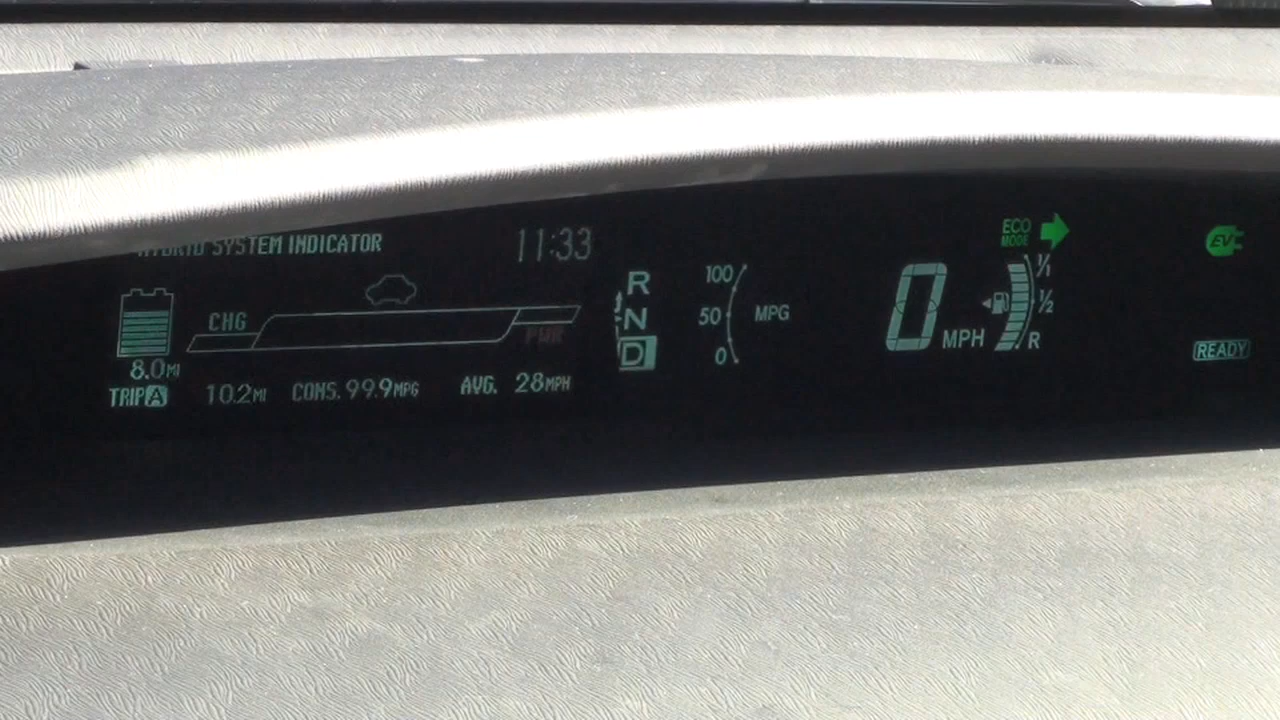 HYBRID SYSTEM INDICATOR 11:33
CHG
PWR
8.0MI
TRIP A 10.2MI CONS. 99.9MPG AVG. 28MPH
R
N
D
100
50
0
MPG
0 MPH
ECO
MODE
1/1
1/2
R
EV
READY